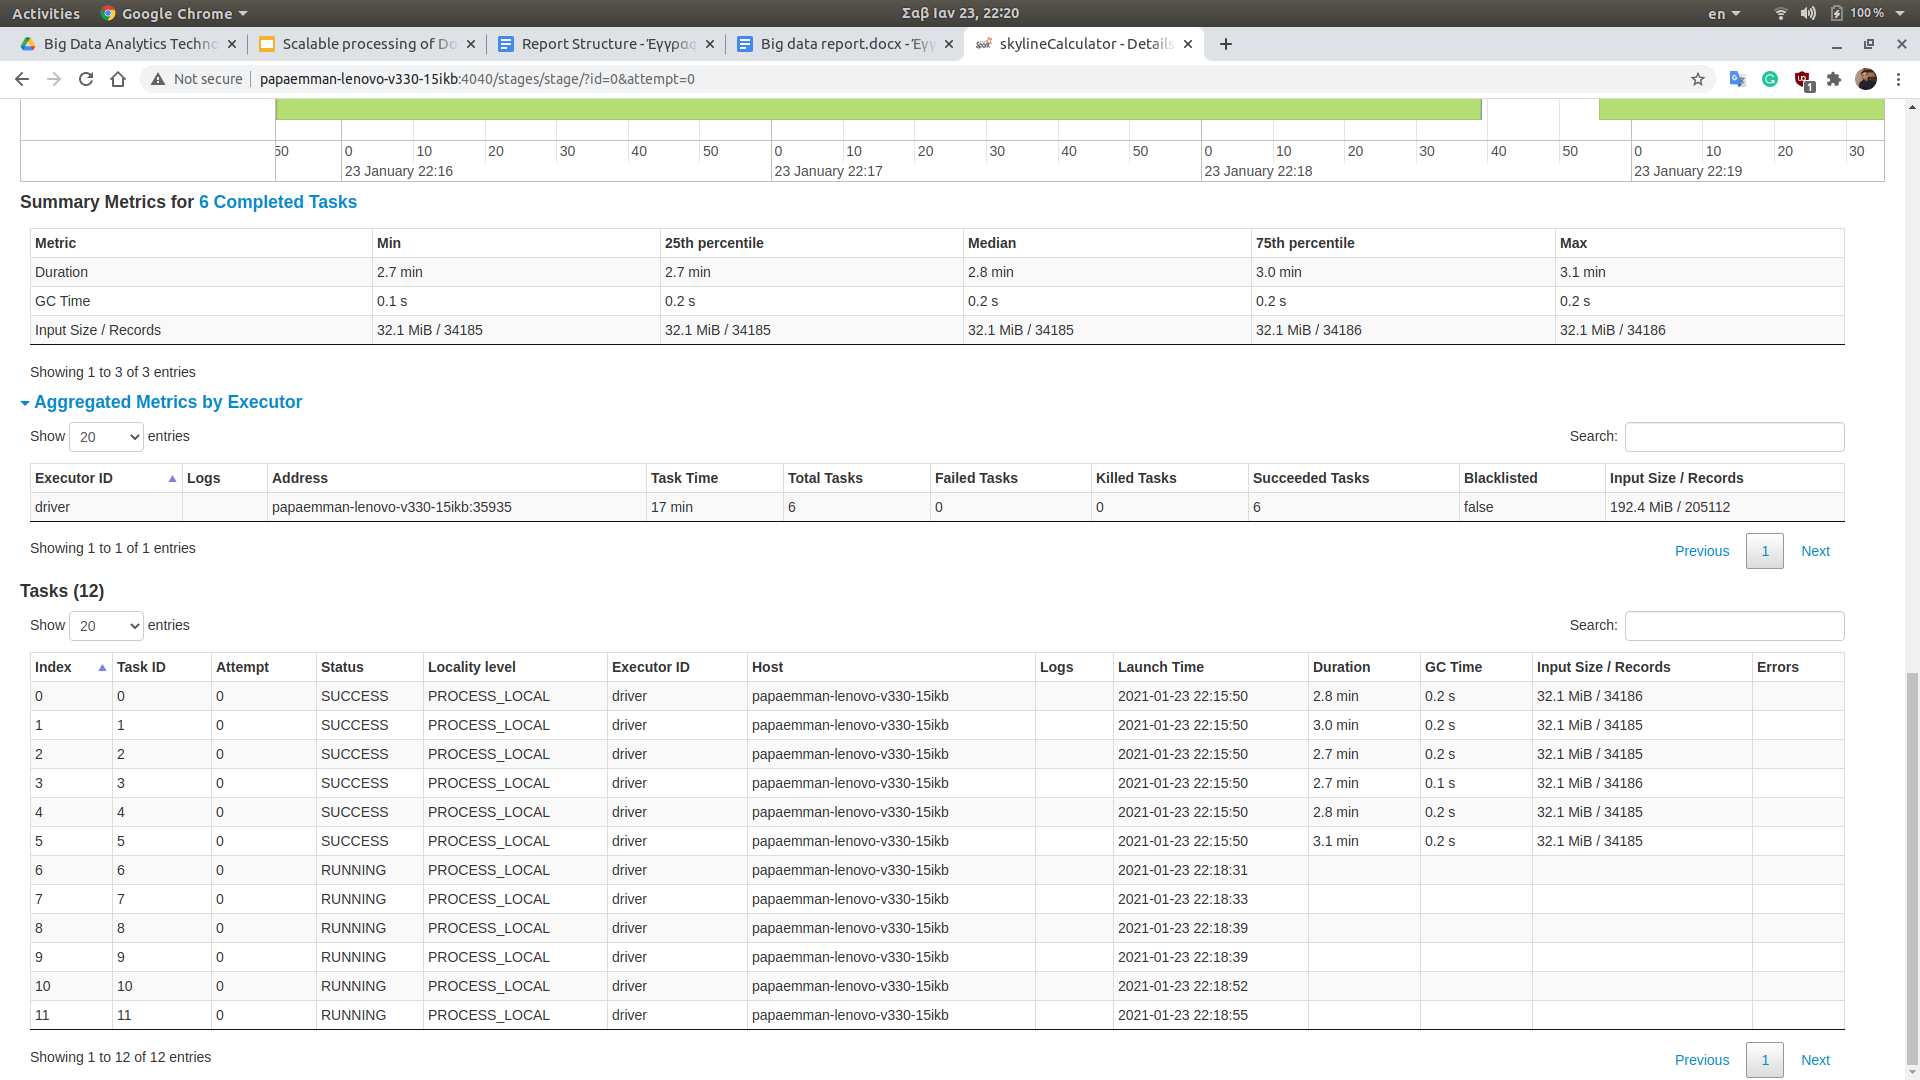 Activities Google Chrome Σαβ Ιαν 23, 22:20 en 100 %
Big Data Analytics Techno Scalable processing of Do Report Structure - Έγγραφ Big data report.docx - Έγγ skylineCalculator - Details
Not secure papaemman-lenovo-v330-15ikb:4040/stages/stage/?id=0&attempt=0 1
50 0 10 20 30 40 50 0 10 20 30 40 50 0 10 20 30 40 50 0 10 20 30
23 January 22:16 23 January 22:17 23 January 22:18 23 January 22:19
Summary Metrics for 6 Completed Tasks
Metric Min 25th percentile Median 75th percentile Max
Duration 2.7 min 2.7 min 2.8 min 3.0 min 3.1 min
GC Time 0.1 s 0.2 s 0.2 s 0.2 s 0.2 s
Input Size / Records 32.1 MiB / 34185 32.1 MiB / 34185 32.1 MiB / 34185 32.1 MiB / 34186 32.1 MiB / 34186
Showing 1 to 3 of 3 entries
Aggregated Metrics by Executor
Show 20 entries Search:
Executor ID Logs Address Task Time Total Tasks Failed Tasks Killed Tasks Succeeded Tasks Blacklisted Input Size / Records
driver papaemman-lenovo-v330-15ikb:35935 17 min 6 0 0 6 false 192.4 MiB / 205112
Showing 1 to 1 of 1 entries Previous 1 Next
Tasks (12)
Show 20 entries Search:
Index Task ID Attempt Status Locality level Executor ID Host Logs Launch Time Duration GC Time Input Size / Records Errors
0 0 0 SUCCESS PROCESS_LOCAL driver papaemman-lenovo-v330-15ikb 2021-01-23 22:15:50 2.8 min 0.2 s 32.1 MiB / 34186
1 1 0 SUCCESS PROCESS_LOCAL driver papaemman-lenovo-v330-15ikb 2021-01-23 22:15:50 3.0 min 0.2 s 32.1 MiB / 34185
2 2 0 SUCCESS PROCESS_LOCAL driver papaemman-lenovo-v330-15ikb 2021-01-23 22:15:50 2.7 min 0.2 s 32.1 MiB / 34185
3 3 0 SUCCESS PROCESS_LOCAL driver papaemman-lenovo-v330-15ikb 2021-01-23 22:15:50 2.7 min 0.1 s 32.1 MiB / 34186
4 4 0 SUCCESS PROCESS_LOCAL driver papaemman-lenovo-v330-15ikb 2021-01-23 22:15:50 2.8 min 0.2 s 32.1 MiB / 34185
5 5 0 SUCCESS PROCESS_LOCAL driver papaemman-lenovo-v330-15ikb 2021-01-23 22:15:50 3.1 min 0.2 s 32.1 MiB / 34185
6 6 0 RUNNING PROCESS_LOCAL driver papaemman-lenovo-v330-15ikb 2021-01-23 22:18:31
7 7 0 RUNNING PROCESS_LOCAL driver papaemman-lenovo-v330-15ikb 2021-01-23 22:18:33
8 8 0 RUNNING PROCESS_LOCAL driver papaemman-lenovo-v330-15ikb 2021-01-23 22:18:39
9 9 0 RUNNING PROCESS_LOCAL driver papaemman-lenovo-v330-15ikb 2021-01-23 22:18:39
10 10 0 RUNNING PROCESS_LOCAL driver papaemman-lenovo-v330-15ikb 2021-01-23 22:18:52
11 11 0 RUNNING PROCESS_LOCAL driver papaemman-lenovo-v330-15ikb 2021-01-23 22:18:55
Showing 1 to 12 of 12 entries Previous 1 Next